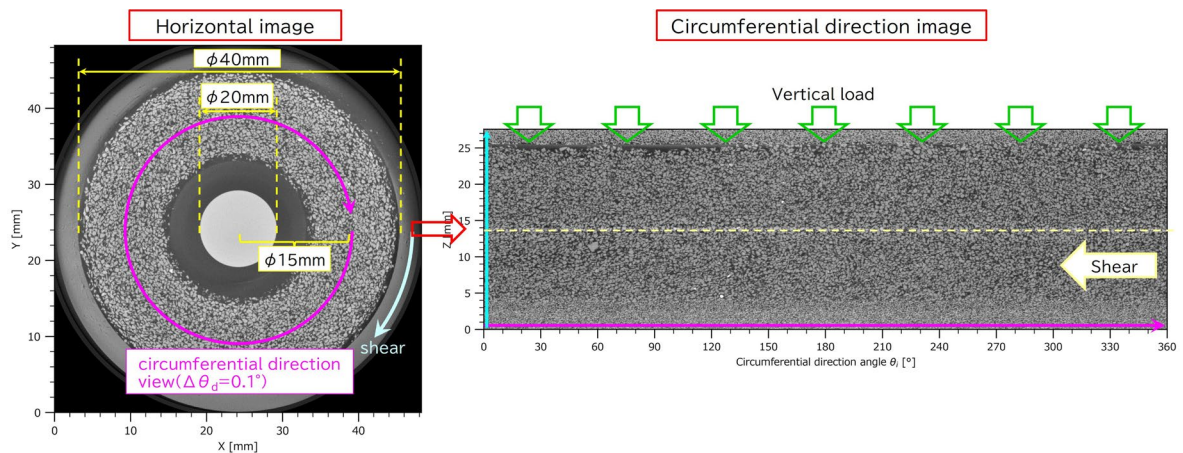 Horizontal image
φ40mm
φ20mm
φ15mm
shear
circumferential direction
view(Δθd=0.1°)
40
30
20
10
0
Y [mm]
0 10 20 30 40
X [mm]
Circumferential direction image
Vertical load
25
20
15
10
5
0
Z [mm]
Shear
0 30 60 90 120 150 180 210 240 270 300 330 360
Circumferential direction angle θi [°]